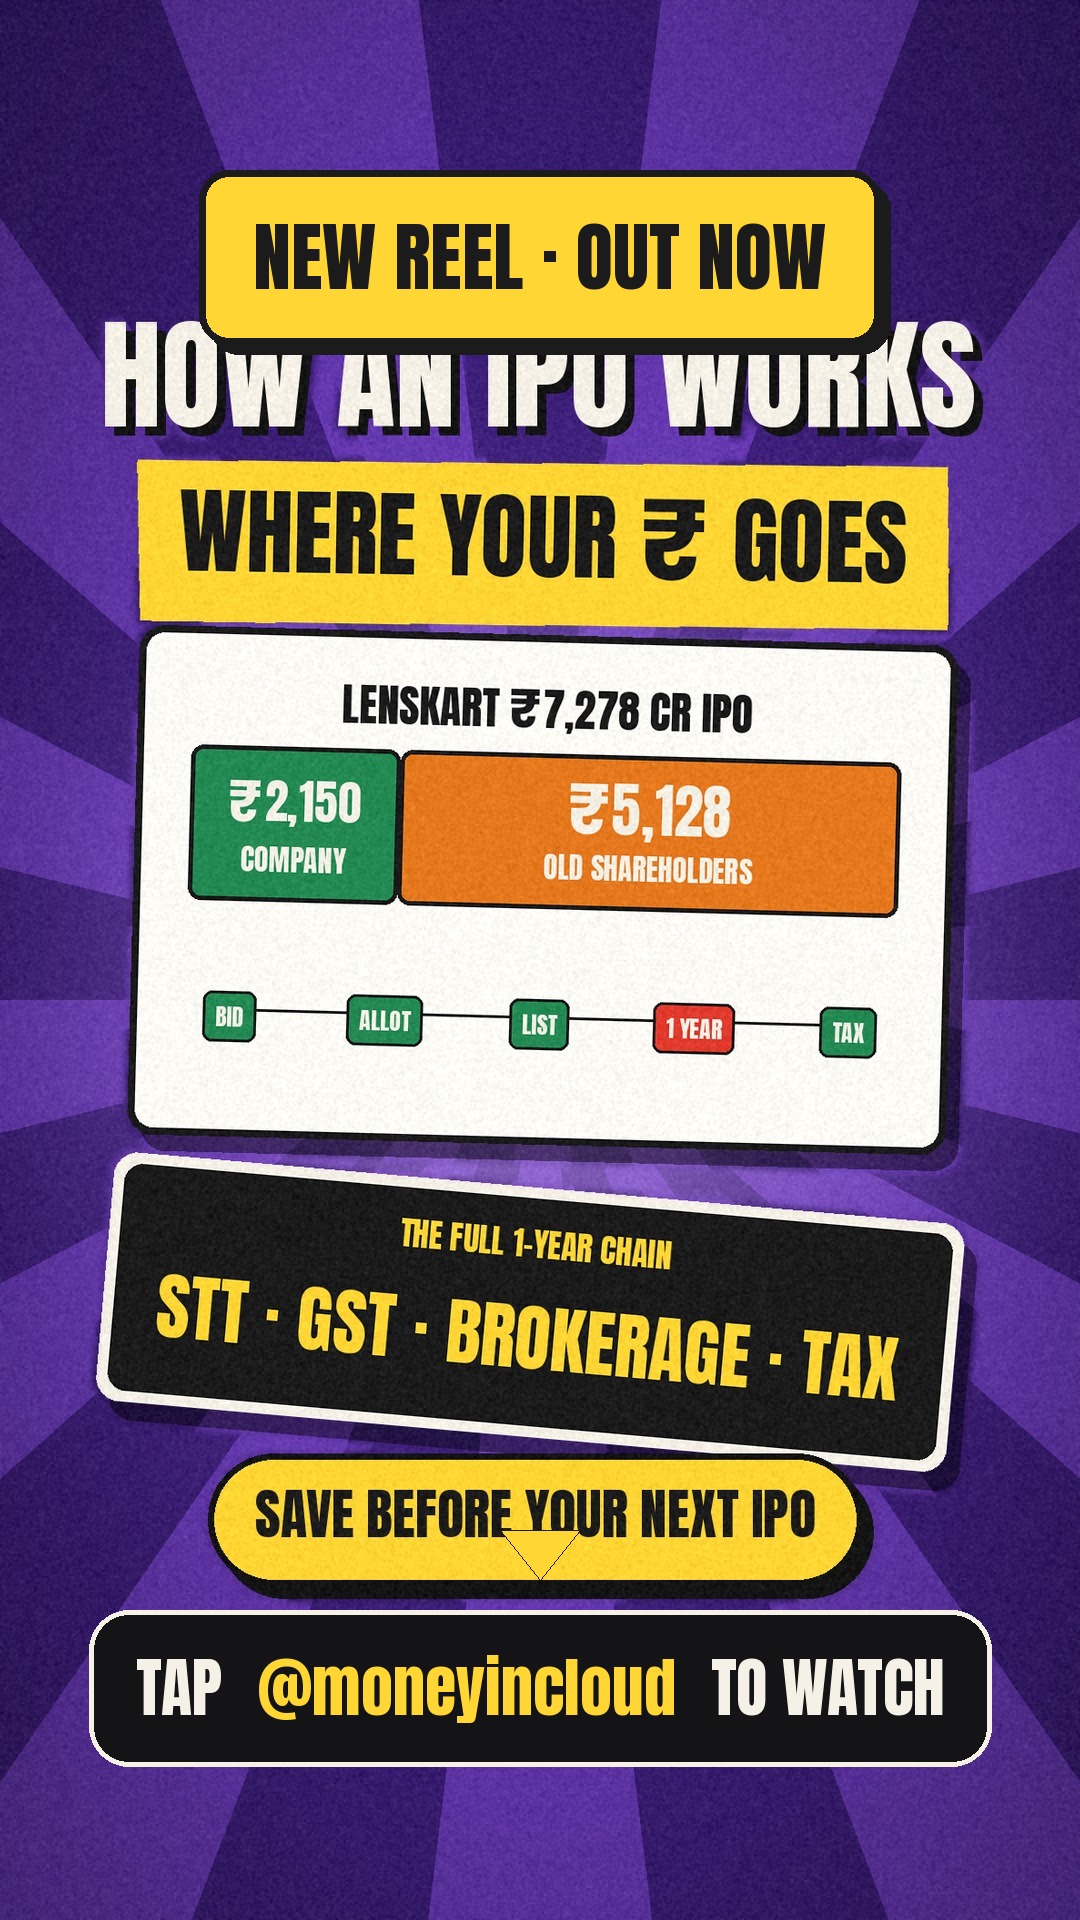 NEW REEL · OUT NOW
HOW AN IPO WORKS
WHERE YOUR ₹ GOES
LENSKART ₹7,278 CR IPO
₹2,150
COMPANY
₹5,128
OLD SHAREHOLDERS
BID
ALLOT
LIST
1 YEAR
TAX
THE FULL 1-YEAR CHAIN
STT · GST · BROKERAGE · TAX
SAVE BEFORE YOUR NEXT IPO
TAP @moneyincloud TO WATCH